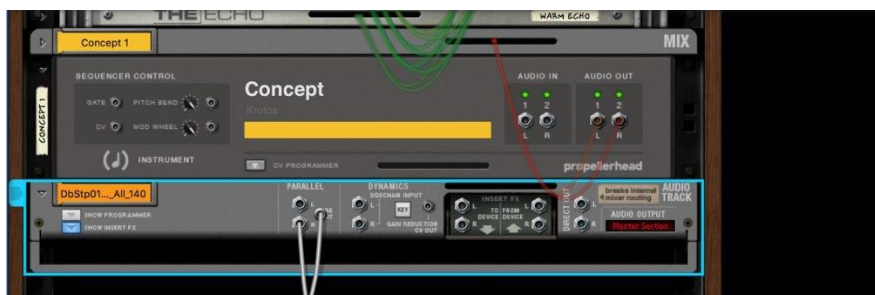 THE ECHO
WARM ECHO
Concept 1
MIX
SEQUENCER CONTROL
GATE
PITCH BEND
CV
MOD WHEEL
INSTRUMENT
CONCEPT 1
Concept
Krotos
CV PROGRAMMER
AUDIO IN
AUDIO OUT
1 2
1 2
L R
L R
propellerhead
DbStp01..._All_140
SHOW PROGRAMMER
SHOW INSERT FX
PARALLEL
L
R
DYNAMICS
SIDECHAIN INPUT
L
R
KEY
GAIN REDUCTION
CV OUT
INSERT FX
L
TO
DEVICE
FROM
DEVICE
L
R
R
DIRECT OUT
L
R
breaks internal
mixer routing
AUDIO
TRACK
AUDIO OUTPUT
Master Section